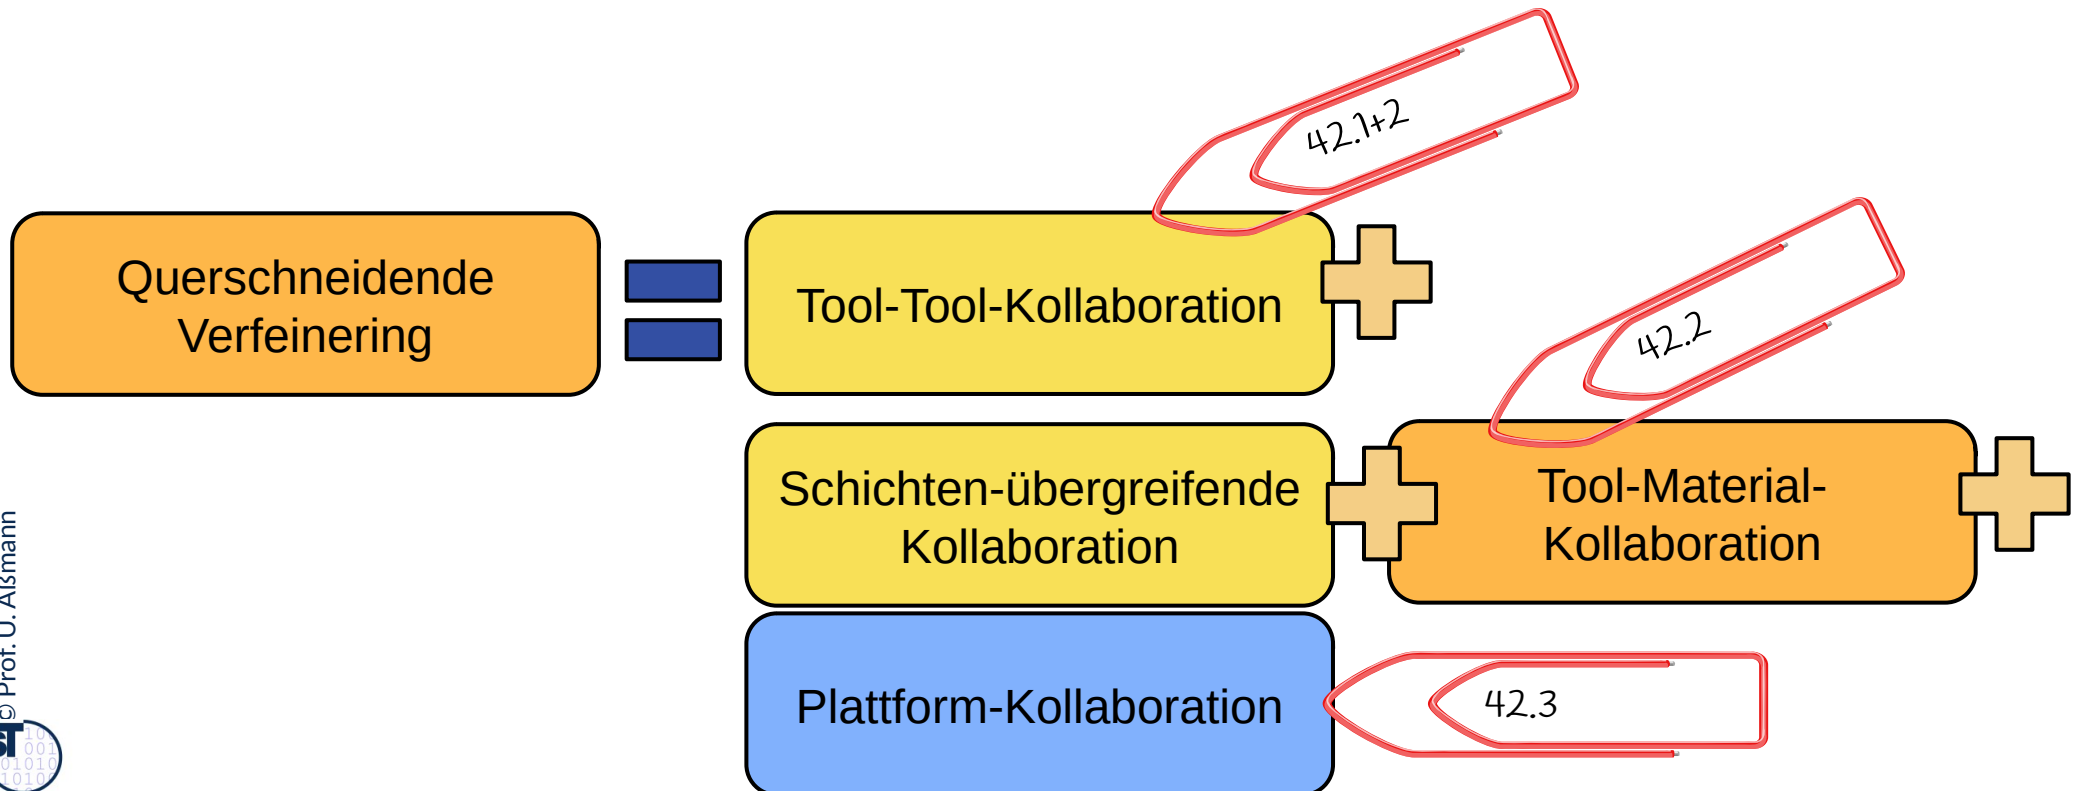 42.1+2
Querschneidende
Verfeinering
Tool-Tool-Kollaboration
42.2
Schichten-übergreifende
Kollaboration
Tool-Material-
Kollaboration
Plattform-Kollaboration
42.3
© Prof. U. Aßmann
ST